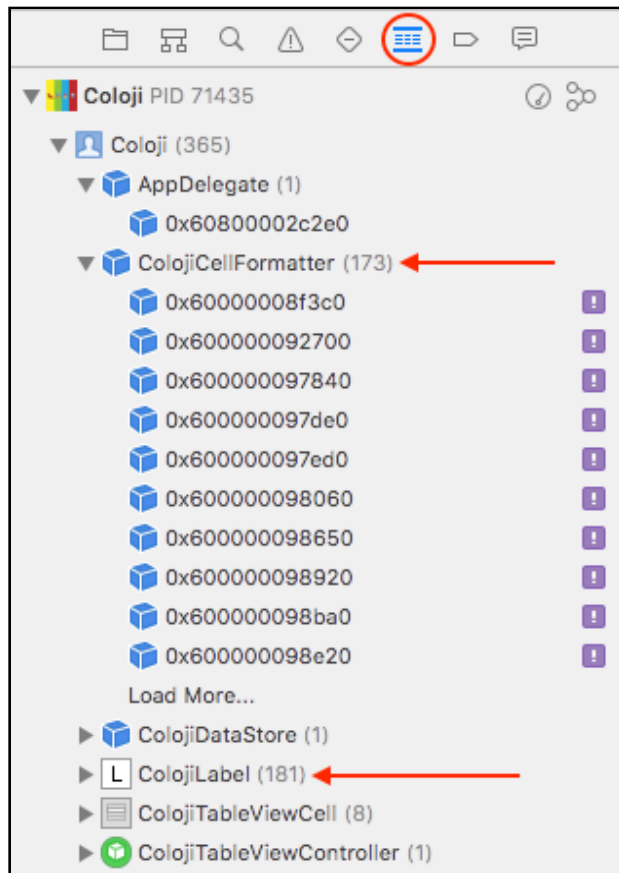 Coloji PID 71435
Coloji (365)
AppDelegate (1)
0x60800002c2e0
ColojiCellFormatter (173)
0x60000008f3c0
0x600000092700
0x600000097840
0x600000097de0
0x600000097ed0
0x600000098060
0x600000098650
0x600000098920
0x600000098ba0
0x600000098e20
Load More...
ColojiDataStore (1)
L ColojiLabel (181)
ColojiTableViewCell (8)
ColojiTableViewController (1)